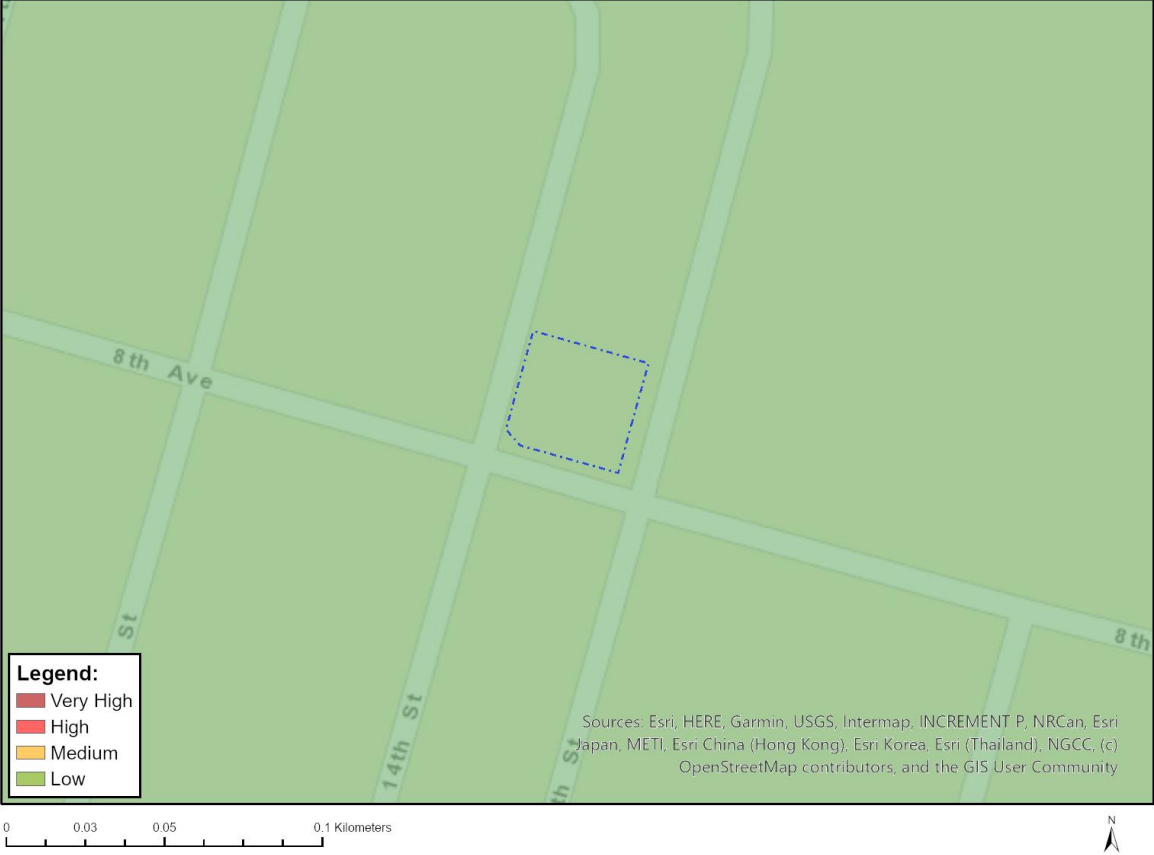 8th Ave
8th
St
14th St
th St
Legend:
Very High
High
Medium
Low
Sources: Esri, HERE, Garmin, USGS, Intermap, INCREMENT P, NRCan, Esri
Japan, METI, Esri China (Hong Kong), Esri Korea, Esri (Thailand), NGCC, (c)
OpenStreetMap contributors, and the GIS User Community
0 0.03 0.05 0.1 Kilometers
N